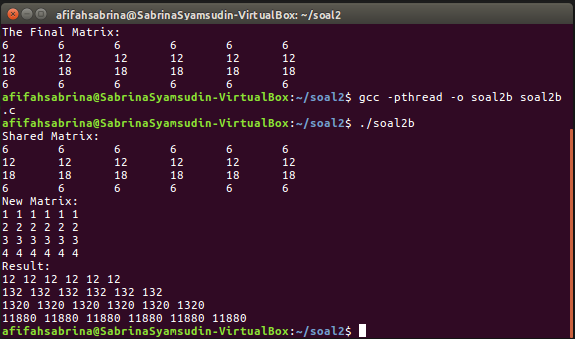 afifahsabrina@SabrinaSyamsudin-VirtualBox: ~/soal2
The Final Matrix:
6 6 6 6 6 6
12 12 12 12 12 12
18 18 18 18 18 18
6 6 6 6 6 6
afifahsabrina@SabrinaSyamsudin-VirtualBox:~/soal2$ gcc -pthread -o soal2b soal2b
.c
afifahsabrina@SabrinaSyamsudin-VirtualBox:~/soal2$ ./soal2b
Shared Matrix:
6 6 6 6 6 6
12 12 12 12 12 12
18 18 18 18 18 18
6 6 6 6 6 6
New Matrix:
1 1 1 1 1 1
2 2 2 2 2 2
3 3 3 3 3 3
4 4 4 4 4 4
Result:
12 12 12 12 12 12
132 132 132 132 132 132
1320 1320 1320 1320 1320 1320
11880 11880 11880 11880 11880 11880
afifahsabrina@SabrinaSyamsudin-VirtualBox:~/soal2$